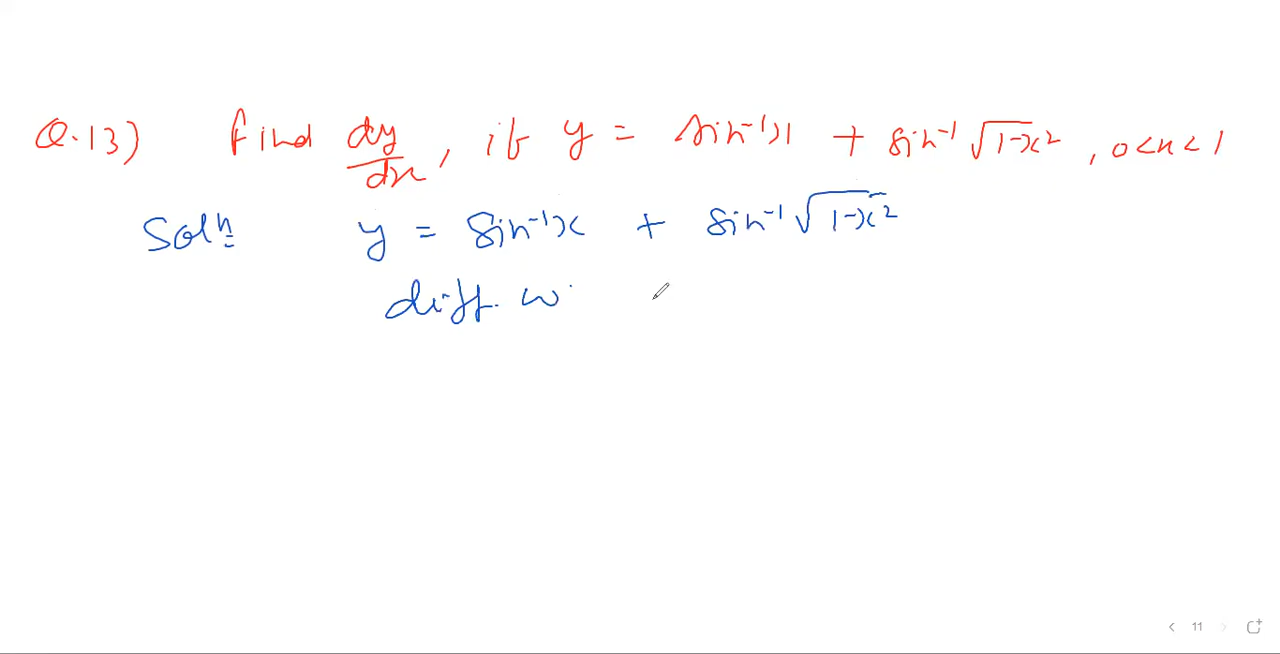 Q.13) Find dy/dx, if y = sin⁻¹x + sin⁻¹ √1-x², 0<x<1
Solⁿ y = sin⁻¹x + sin⁻¹ √1-x²
diff. w.
11